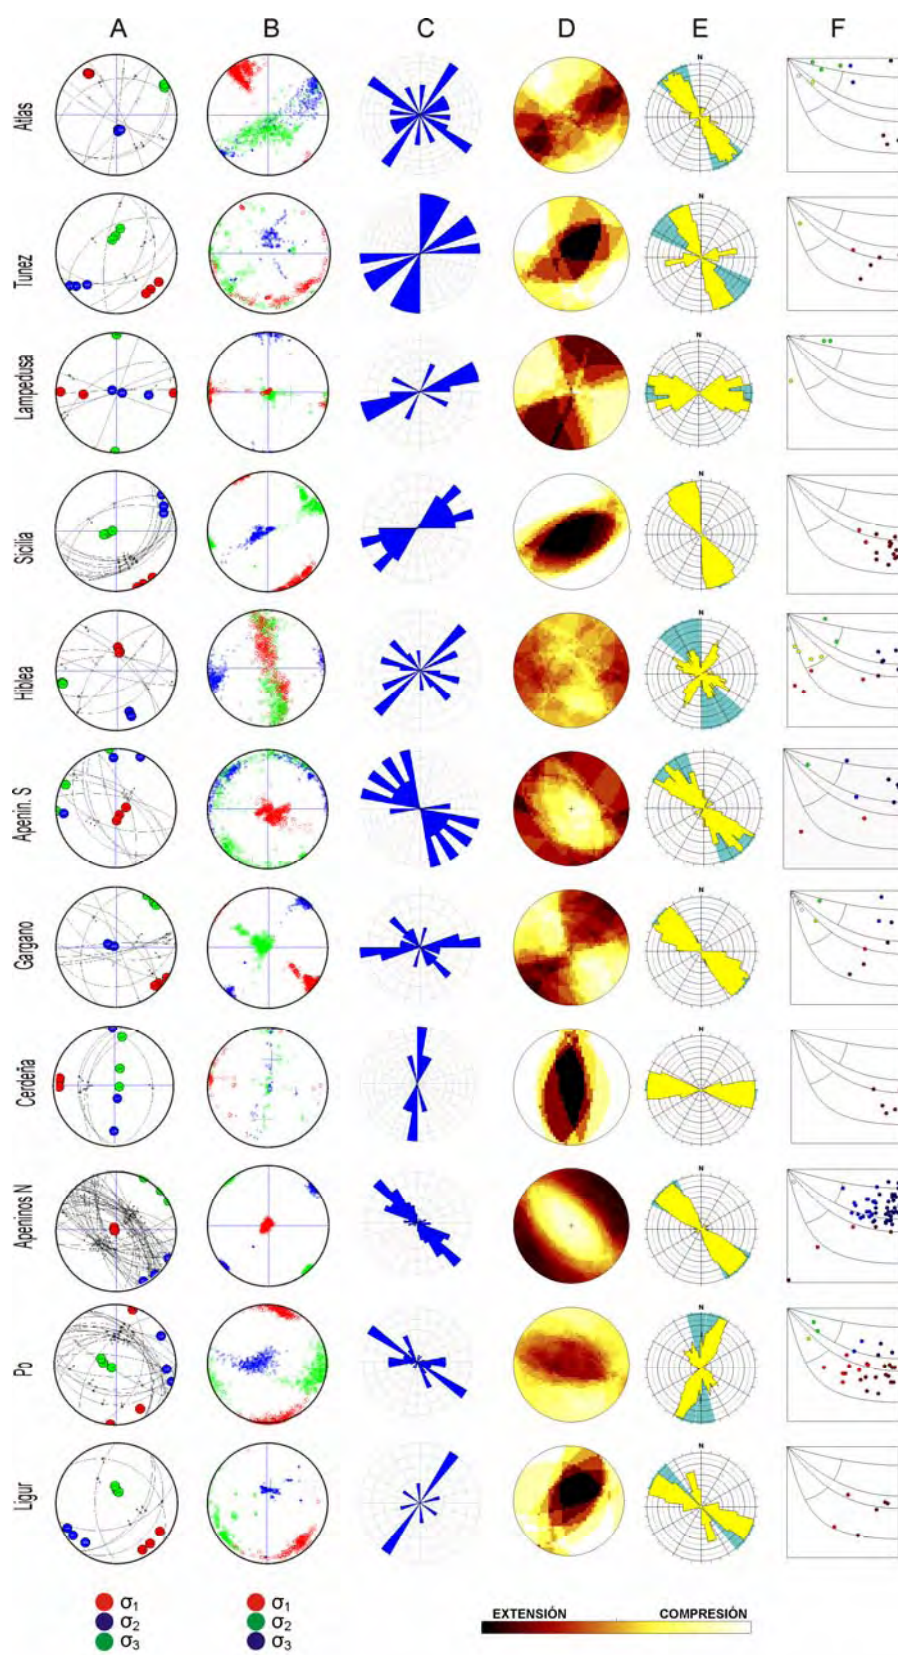 A B C D E F
Atlas
N
Tunez
N
Lampedusa
N
Sicilia
N
Hiblea
N
Apenin. S
N
Gargano
N
Cerdeña
N
Apeninos N
N
Po
N
Ligur
N
σ1 σ1
σ2 σ2
σ3 σ3
EXTENSIÓN COMPRESIÓN